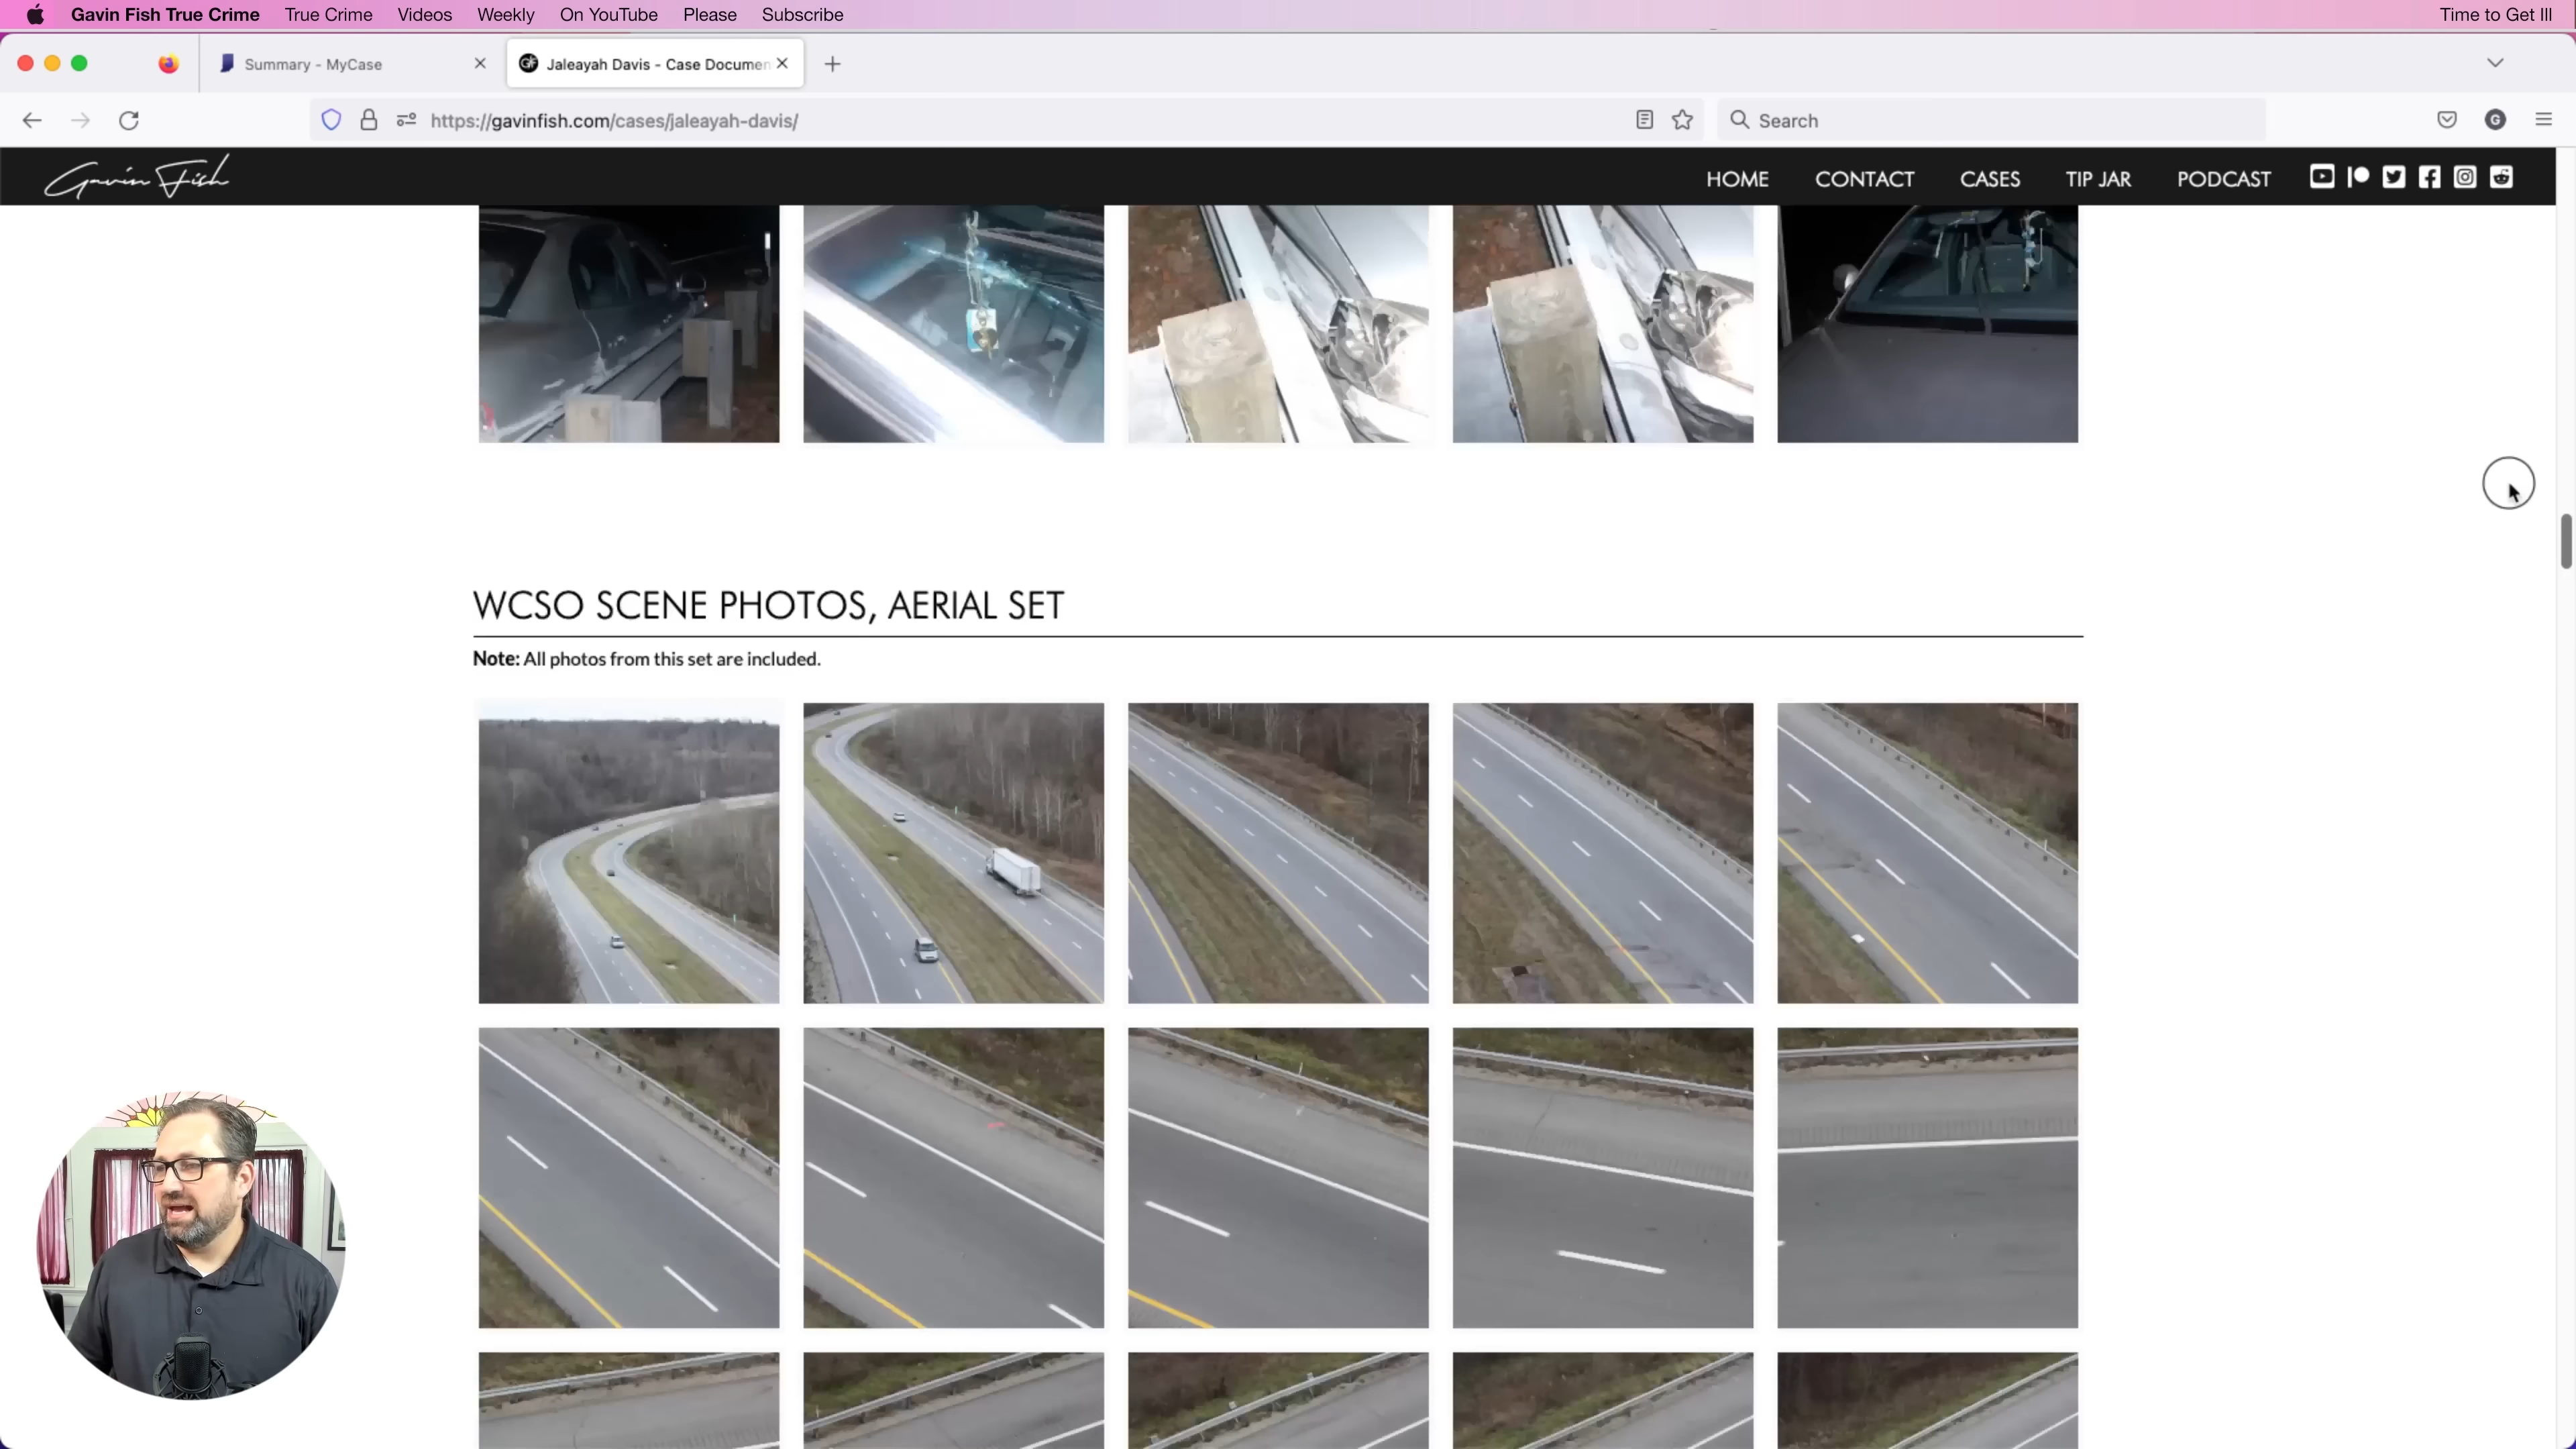 Gavin Fish True Crime True Crime Videos Weekly On YouTube Please Subscribe Time to Get Ill
Summary - MyCase Jaleayah Davis - Case Documen
https://gavinfish.com/cases/jaleayah-davis/ Search
Gavin Fish HOME CONTACT CASES TIP JAR PODCAST
WCSO SCENE PHOTOS, AERIAL SET
Note: All photos from this set are included.